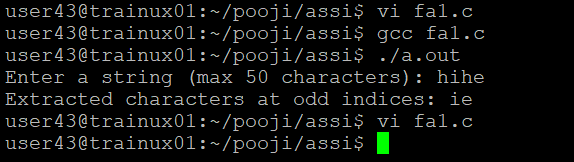 user43@trainux01:~/pooji/assi$ vi fa1.c
user43@trainux01:~/pooji/assi$ gcc fa1.c
user43@trainux01:~/pooji/assi$ ./a.out
Enter a string (max 50 characters): hihe
Extracted characters at odd indices: ie
user43@trainux01:~/pooji/assi$ vi fa1.c
user43@trainux01:~/pooji/assi$